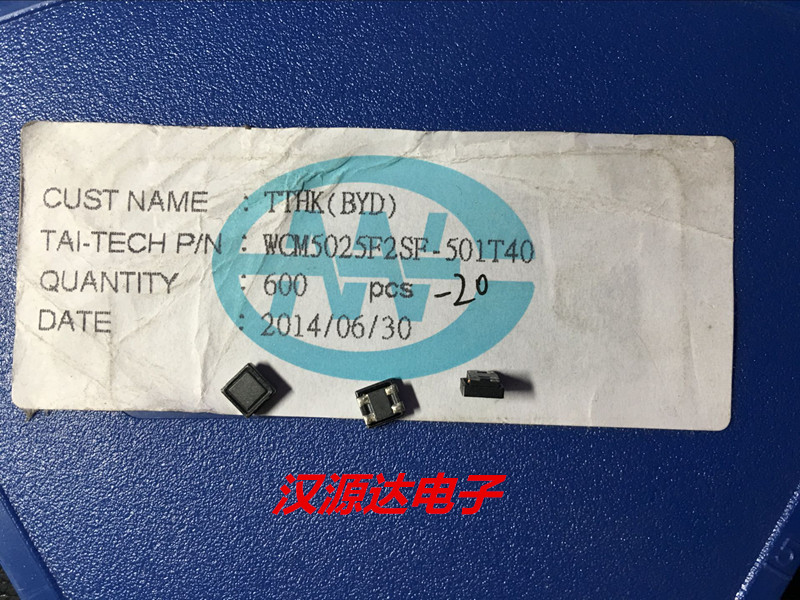 CUST NAME : TTHK(BYD)
TAI-TECH P/N : WCM5025F2SF-501T40
QUANTITY : 600 pcs -20
DATE : 2014/06/30
汉源达电子